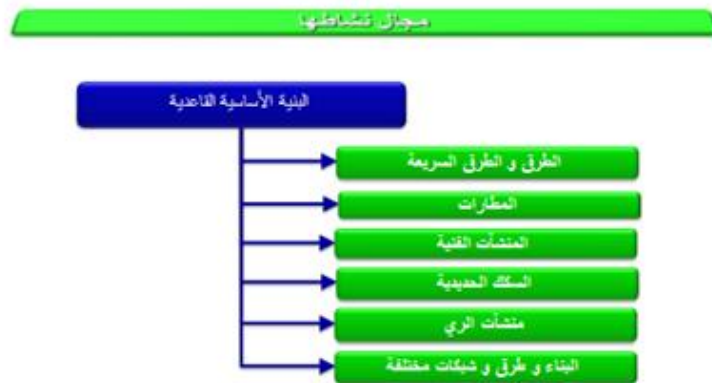 مجال نشاطها
البنية الأساسية القاعدية
الطرق و الطرق السريعة
المطارات
المنشآت الفنية
السكك الحديدية
منشآت الري
البناء و طرق و شبكات مختلفة